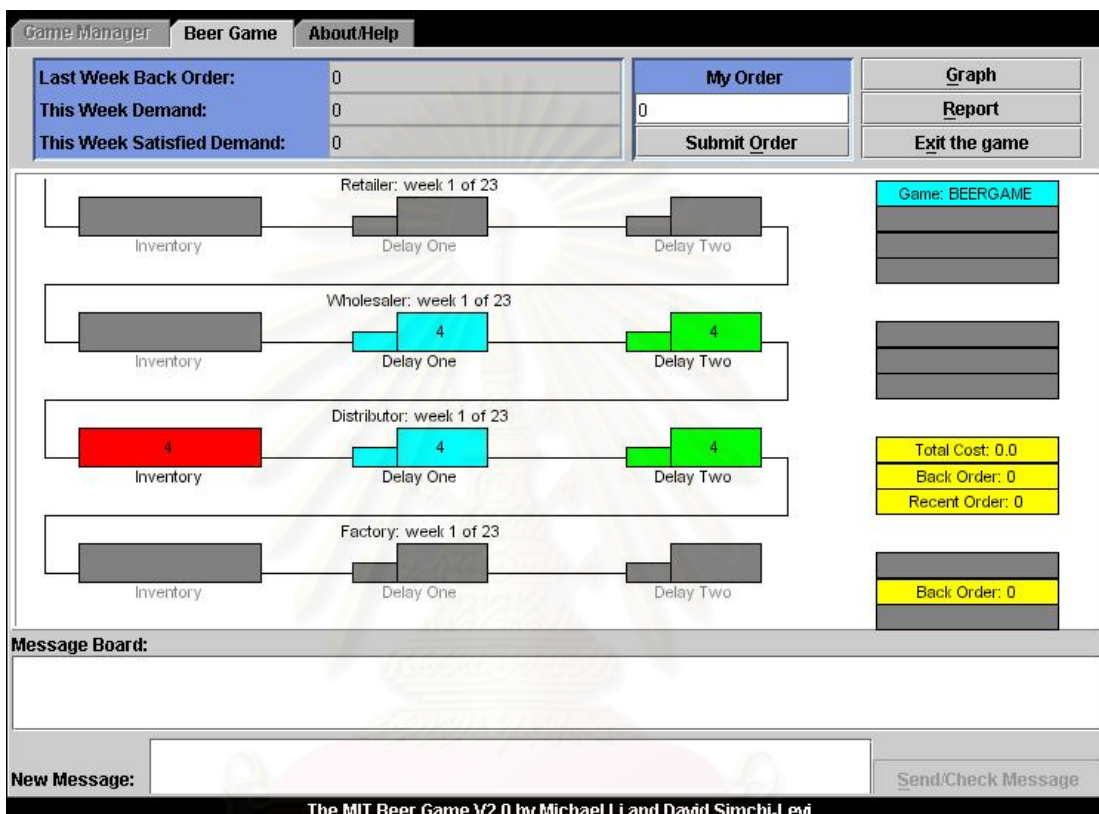 Game Manager Beer Game About/Help
Last Week Back Order: 0 My Order Graph
This Week Demand: 0 0 Report
This Week Satisfied Demand: 0 Submit Order Exit the game
Retailer: week 1 of 23 Game: BEERGAME
Inventory Delay One Delay Two
Wholesaler: week 1 of 23
4 4
Inventory Delay One Delay Two
Distributor: week 1 of 23
4 4 4 Total Cost: 0.0
Inventory Delay One Delay Two Back Order: 0
Recent Order: 0
Factory: week 1 of 23
Inventory Delay One Delay Two Back Order: 0
Message Board:
New Message: Send/Check Message
The MIT Beer Game V2.0 by Michael Li and David Simchi-Levi